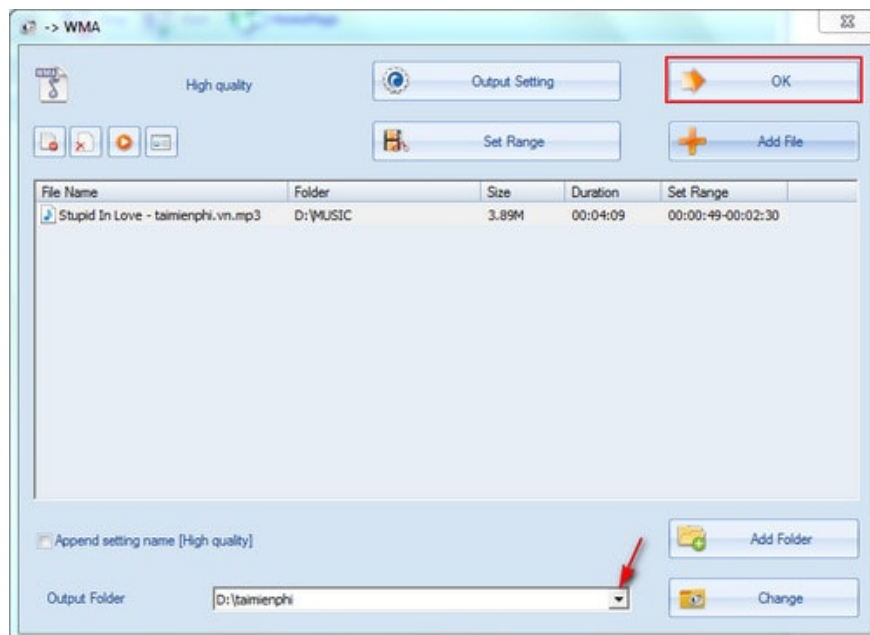 -> WMA
High quality
Output Setting
OK
Set Range
Add File
File Name Folder Size Duration Set Range
Stupid In Love - taimienphi.vn.mp3 D:\MUSIC 3.89M 00:04:09 00:00:49-00:02:30
Append setting name [High quality]
Add Folder
Output Folder D:\taimienphi Change